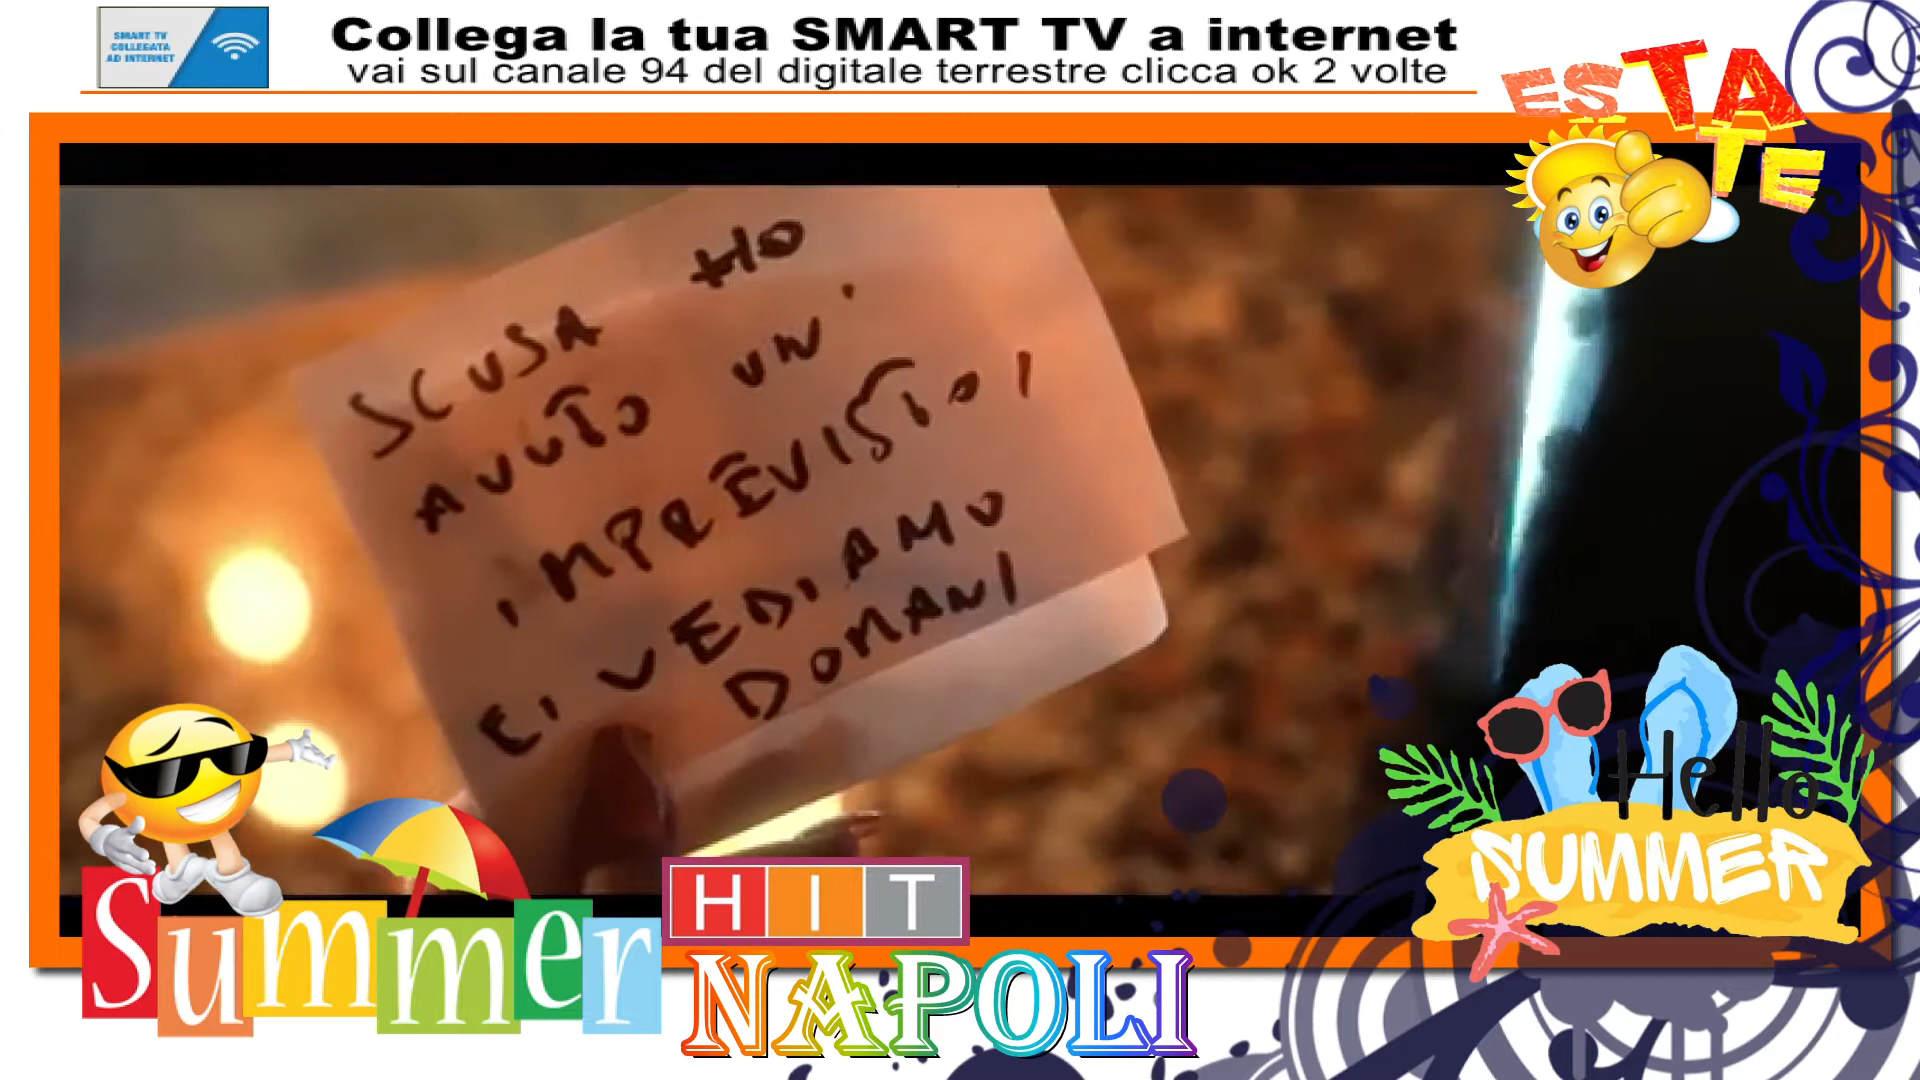 SMART TV
COLLEGATA
AD INTERNET
Collega la tua SMART TV a internet
vai sul canale 94 del digitale terrestre clicca ok 2 volte
ESTATE
SCUSA HO
AVUTO UN
IMPREVISTO,
CI VEDIAMO
DOMANI
Hello
SUMMER
Summer
HIT
NAPOLI